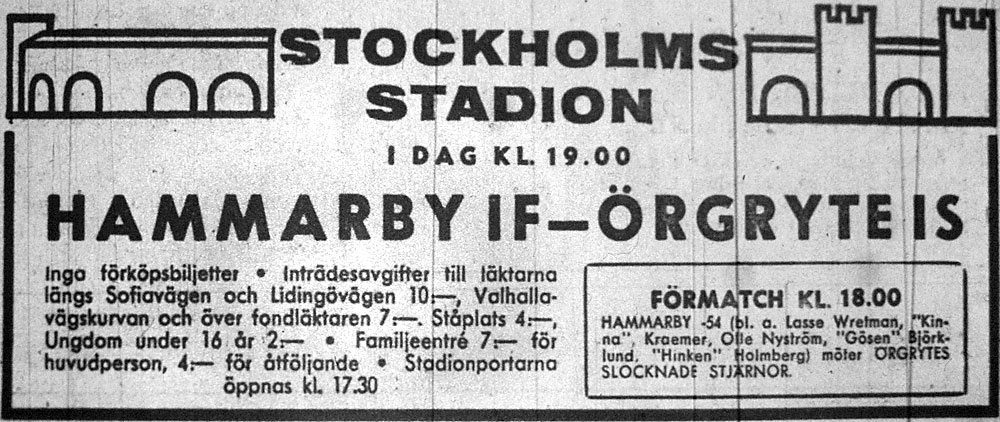 STOCKHOLMS
STADION
I DAG KL. 19.00
HAMMARBY IF—ÖRGRYTE IS
Inga förköpsbiljetter • Inträdesavgifter till läktarna
längs Sofiavägen och Lidingövägen 10:—, Valhalla-
vägskurvan och över fondläktaren 7:—. Ståplats 4:—,
Ungdom under 16 år 2:— • Familjeentré 7:— för
huvudperson, 4:— för åtföljande • Stadionportarna
öppnas kl. 17.30
FÖRMATCH KL. 18.00
HAMMARBY -54 (bl. a. Lasse Wretman, "Kin-
na", Kraemer, Olle Nyström, "Gösen" Björk-
lund, "Hinken" Holmberg) möter ÖRGRYTES
SLOCKNADE STJÄRNOR.